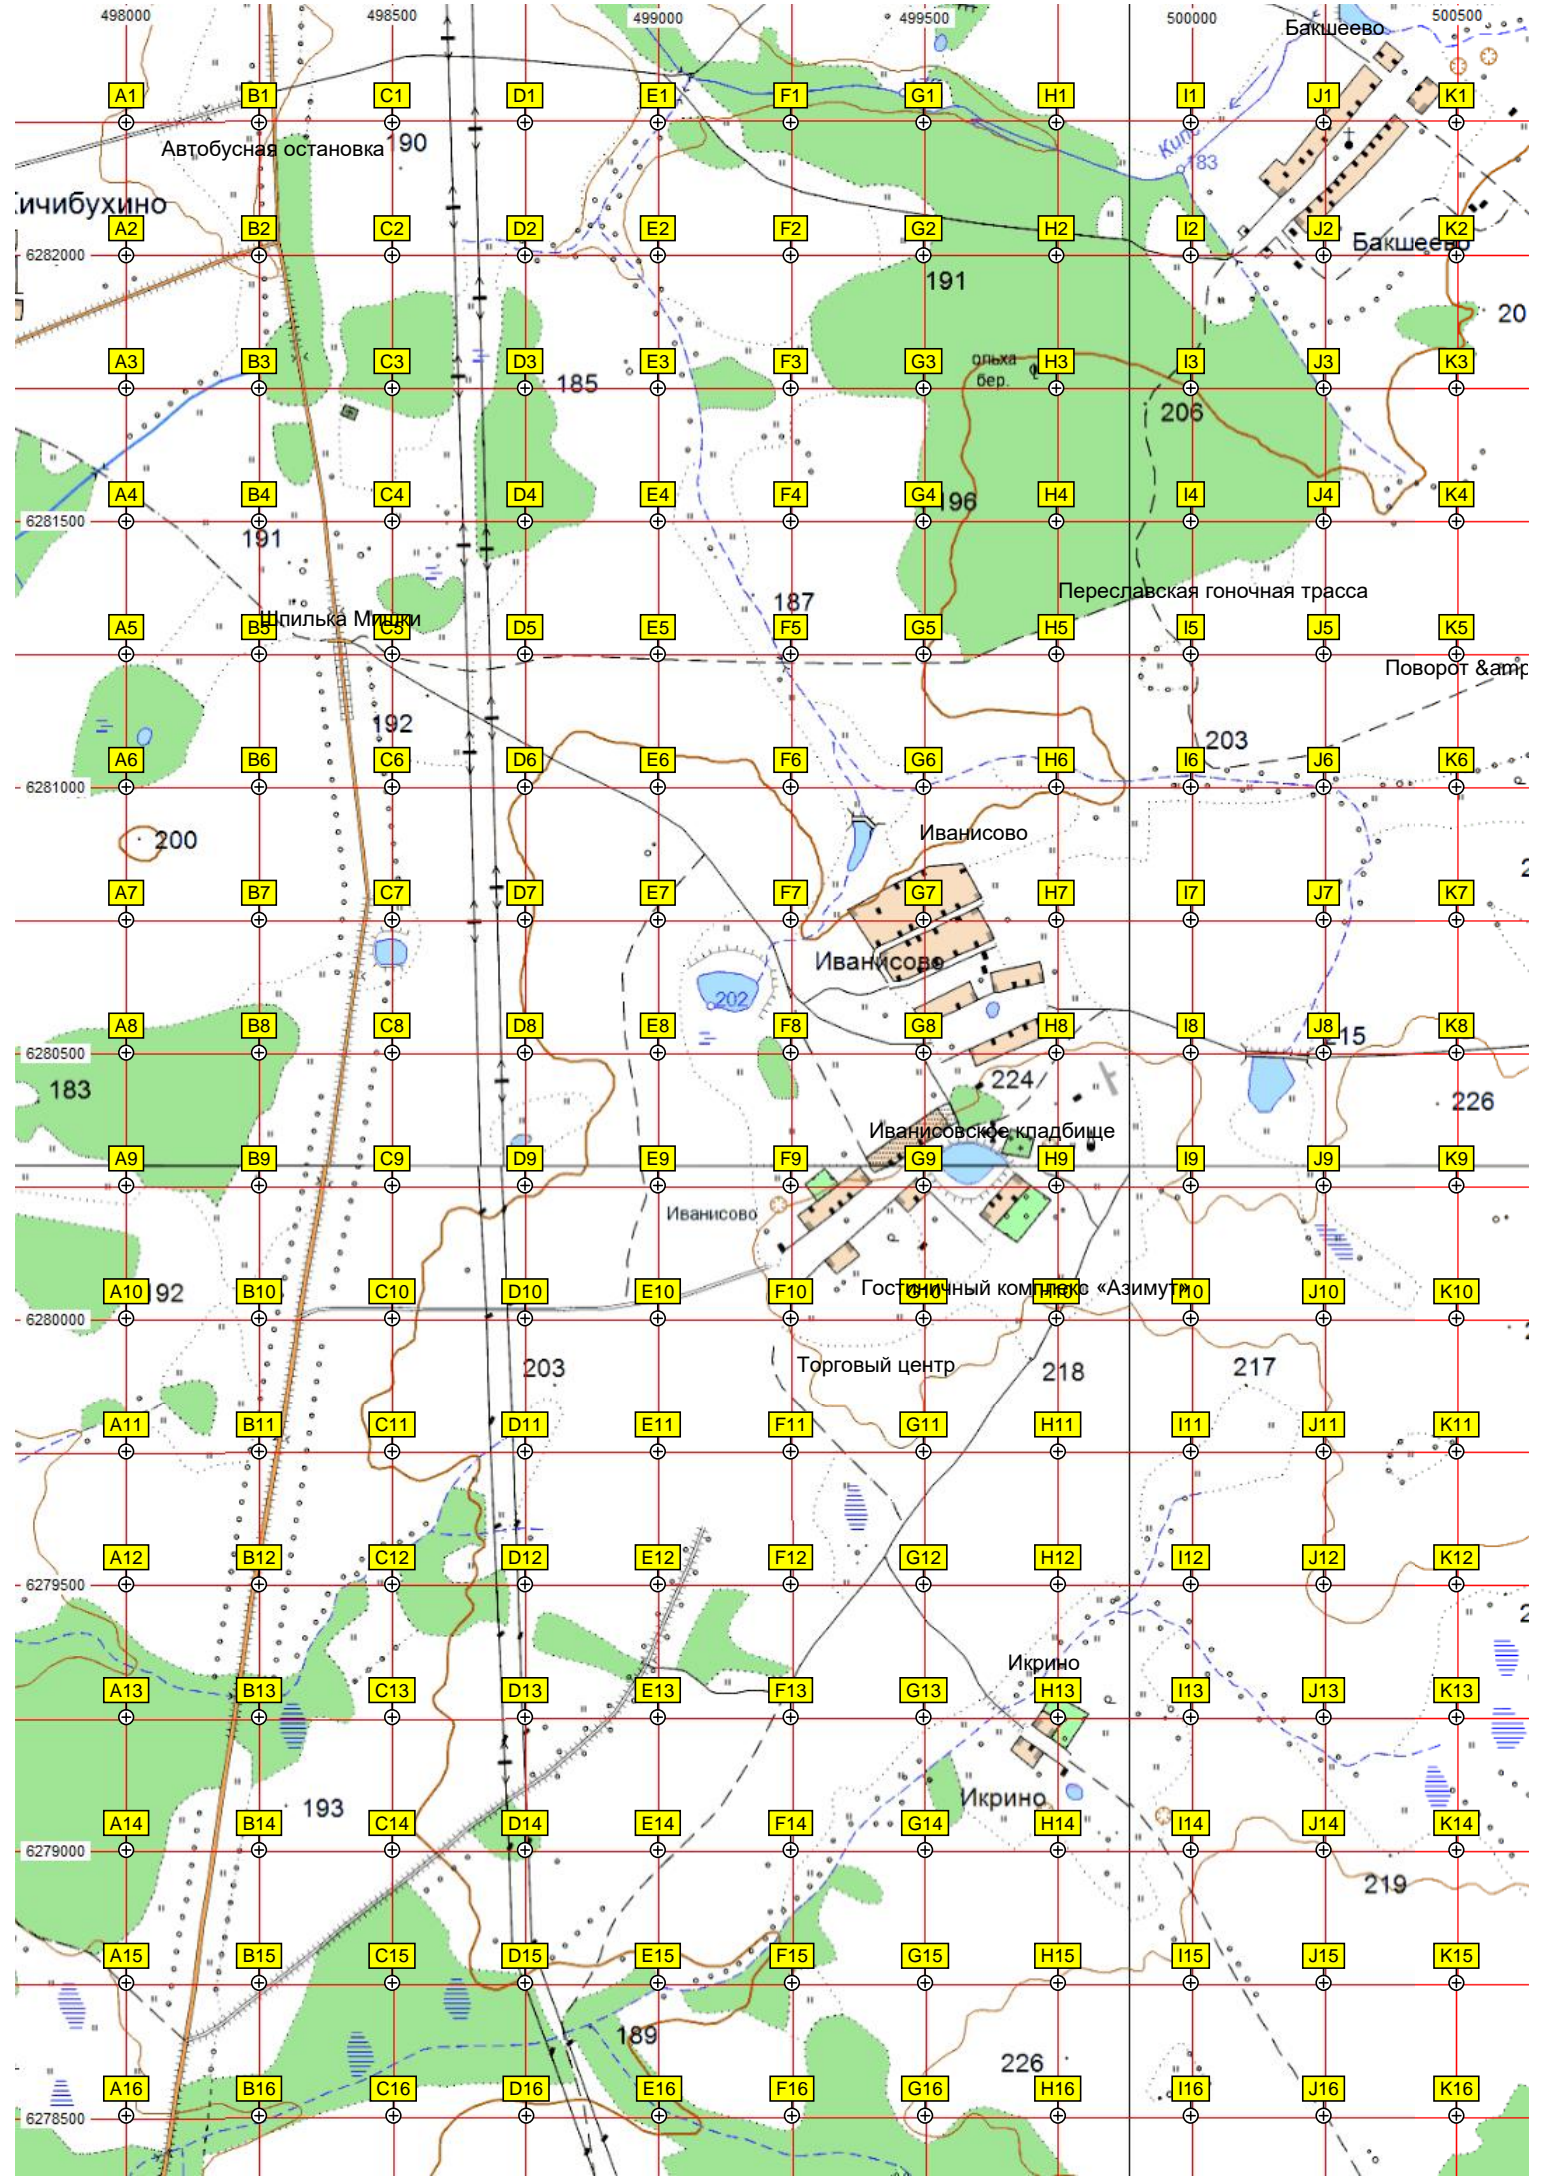 498000 498500 499000 499500 500000 500500
Бакшеево
A1 B1 C1 D1 E1 F1 G1 H1 I1 J1 K1
Автобусная остановка 190
183
ичибухино
A2 B2 C2 D2 E2 F2 G2 H2 I2 J2 K2
Бакшеево
6282000
191
20
A3 B3 C3 D3 E3 F3 G3 H3 I3 J3 K3
ольха
бер.
185
206
A4 B4 C4 D4 E4 F4 G4 H4 I4 J4 K4
196
6281500
191
187
Переславская гоночная трасса
Шпилька Мишки
A5 B5 C5 D5 E5 F5 G5 H5 I5 J5 K5
Поворот &amp
192
203
A6 B6 C6 D6 E6 F6 G6 H6 I6 J6 K6
6281000
200
Иванисово
A7 B7 C7 D7 E7 F7 G7 H7 I7 J7 K7
Иванисово
202
A8 B8 C8 D8 E8 F8 G8 H8 I8 J8 K8
215
6280500
183
224
226
Иванисовское кладбище
A9 B9 C9 D9 E9 F9 G9 H9 I9 J9 K9
Иванисово
Гостиничный комплекс «Азимут»
A10 B10 C10 D10 E10 F10 G10 H10 I10 J10 K10
192
6280000
203
Торговый центр
218
217
A11 B11 C11 D11 E11 F11 G11 H11 I11 J11 K11
A12 B12 C12 D12 E12 F12 G12 H12 I12 J12 K12
6279500
Икрино
A13 B13 C13 D13 E13 F13 G13 H13 I13 J13 K13
193
Икрино
A14 B14 C14 D14 E14 F14 G14 H14 I14 J14 K14
6279000
219
A15 B15 C15 D15 E15 F15 G15 H15 I15 J15 K15
189
226
A16 B16 C16 D16 E16 F16 G16 H16 I16 J16 K16
6278500